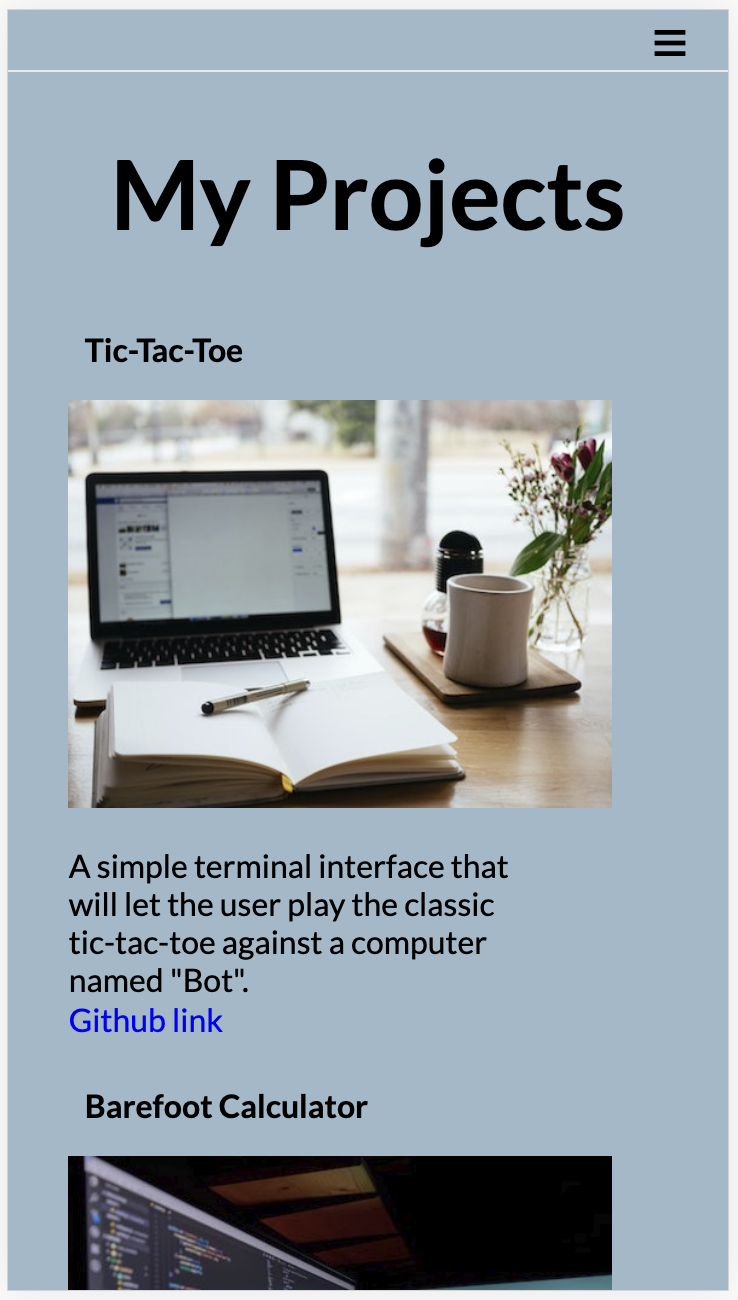 My Projects
Tic-Tac-Toe
A simple terminal interface that
will let the user play the classic
tic-tac-toe against a computer
named "Bot".
Github link
Barefoot Calculator